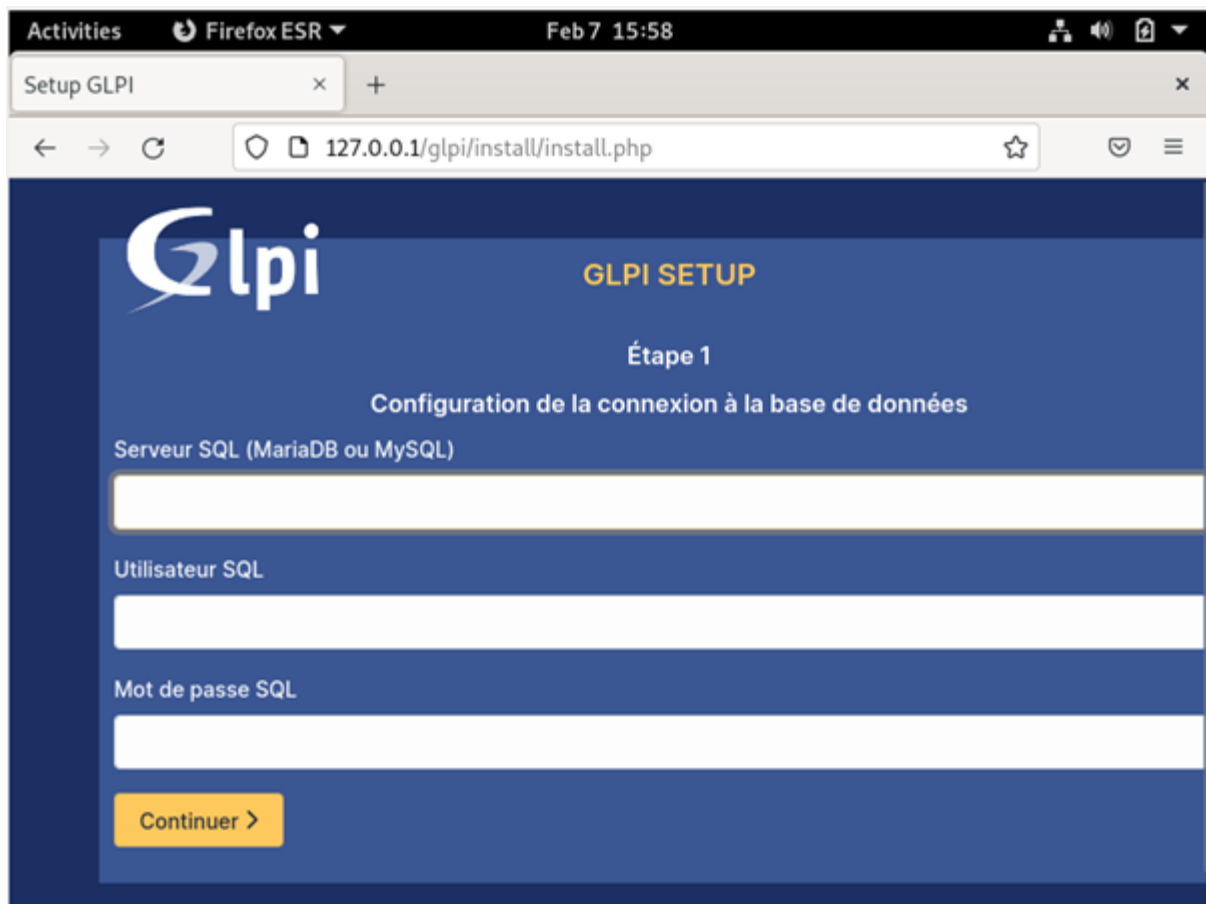 Activities Firefox ESR Feb 7 15:58
Setup GLPI
127.0.0.1/glpi/install/install.php
Glpi
GLPI SETUP
Étape 1
Configuration de la connexion à la base de données
Serveur SQL (MariaDB ou MySQL)
Utilisateur SQL
Mot de passe SQL
Continuer